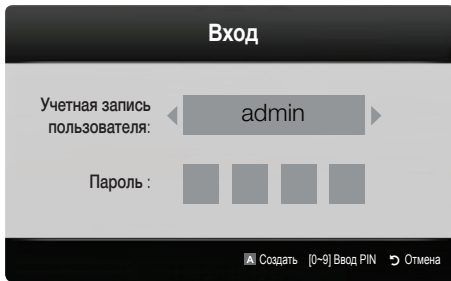 Вход
Учетная запись
пользователя:
admin
Пароль :
A Создать [0~9] Ввод PIN Отмена